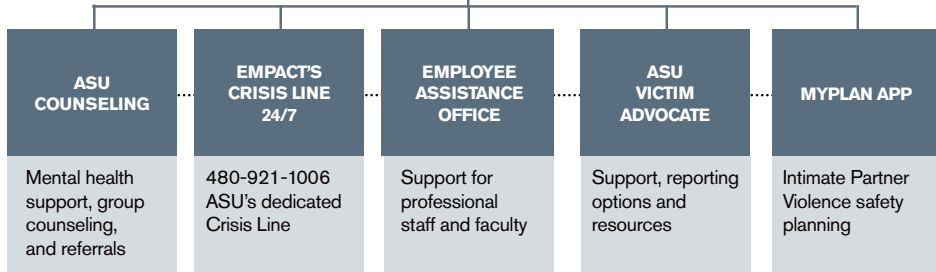 ASU
COUNSELING
Mental health
support, group
counseling,
and referrals
EMPACT'S
CRISIS LINE
24/7
480-921-1006
ASU's dedicated
Crisis Line
EMPLOYEE
ASSISTANCE
OFFICE
Support for
professional
staff and faculty
ASU
VICTIM
ADVOCATE
Support, reporting
options and
resources
MYPLAN APP
Intimate Partner
Violence safety
planning